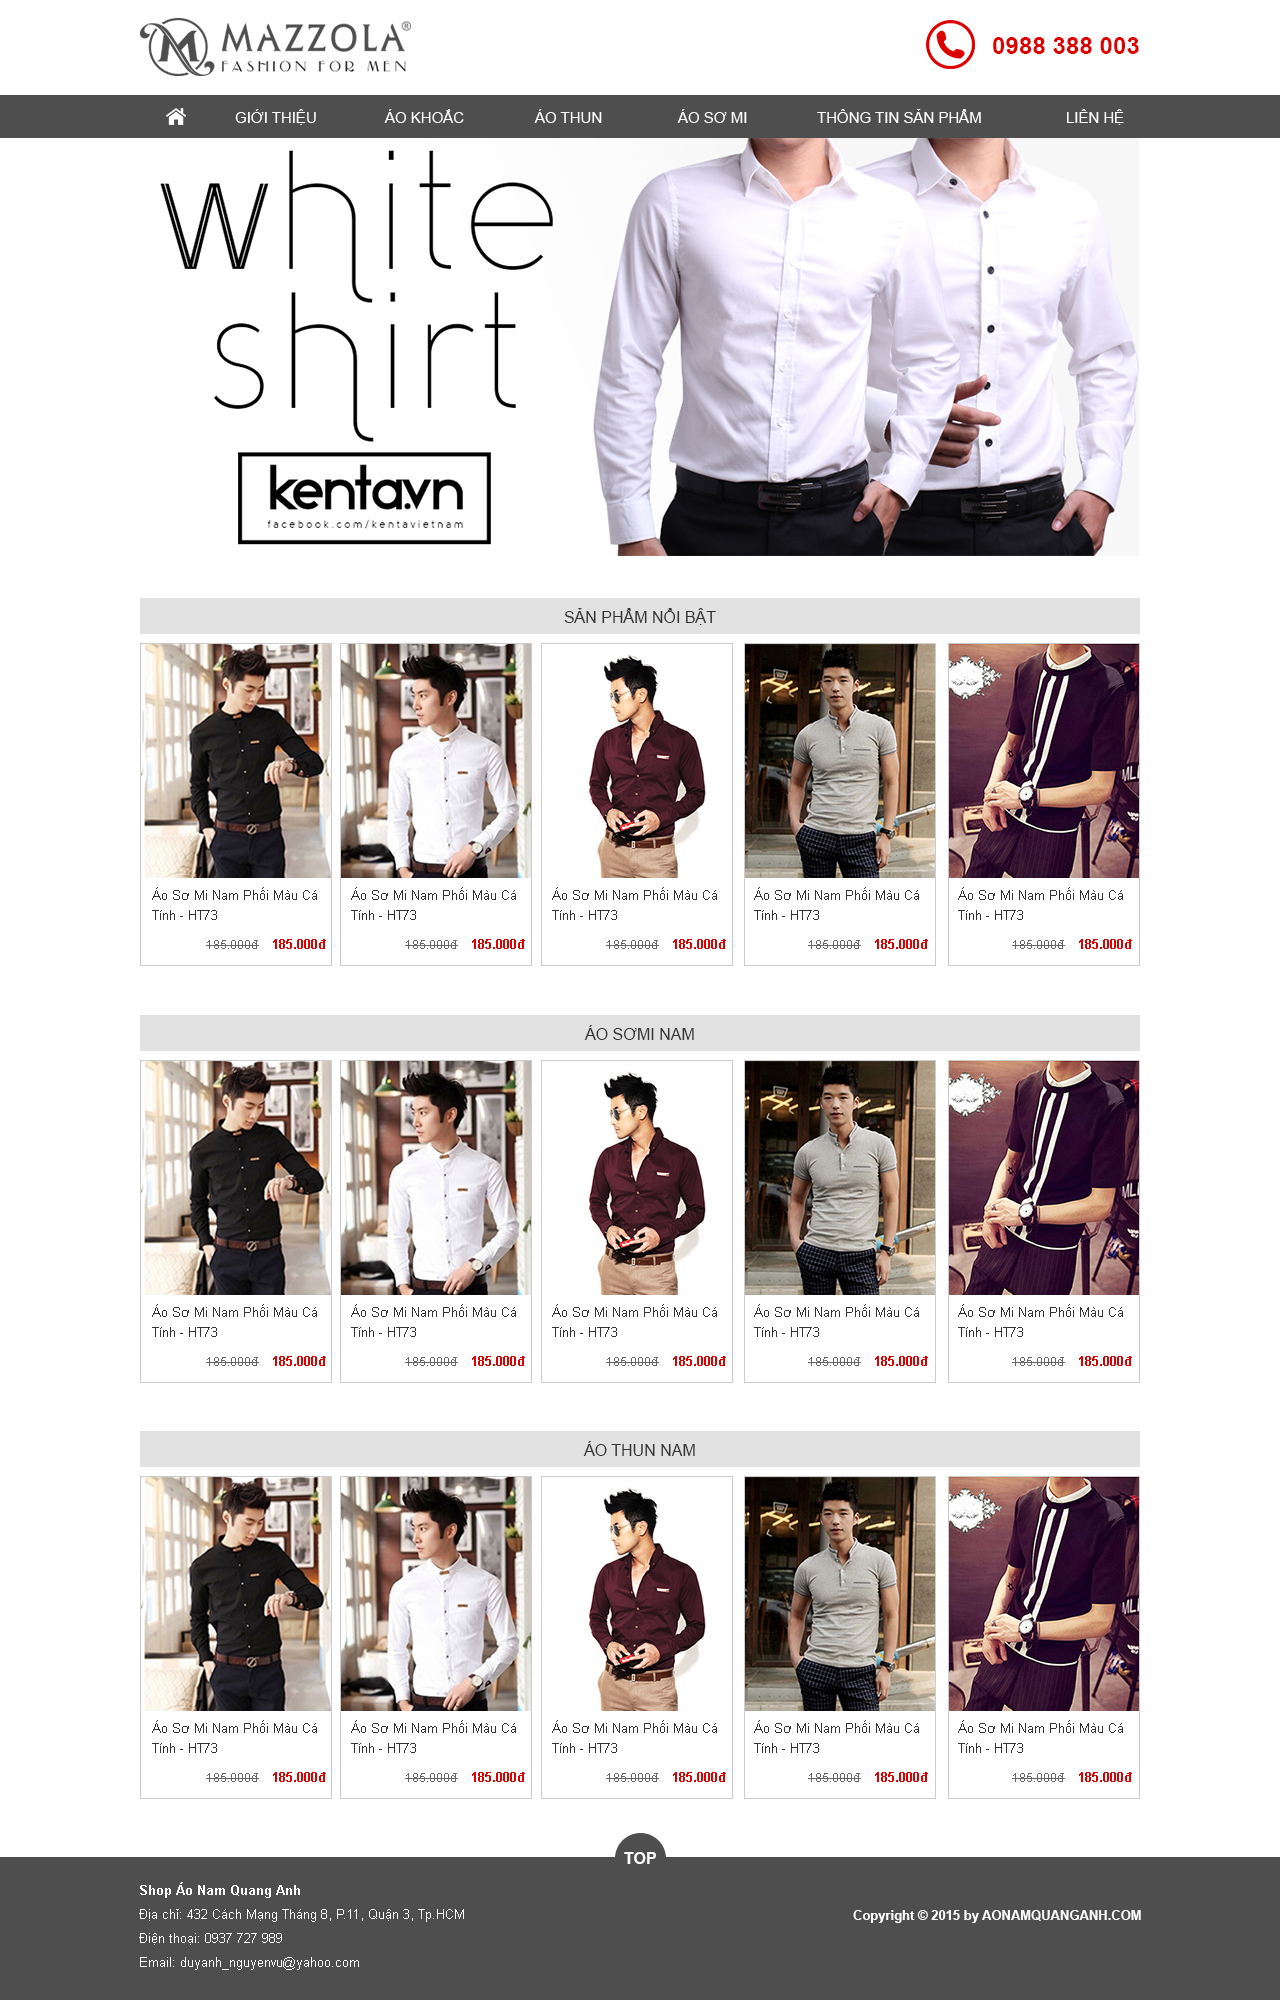 MAZZOLA®
FASHION FOR MEN
0988 388 003
GIỚI THIỆU ÁO KHOÁC ÁO THUN ÁO SƠ MI THÔNG TIN SẢN PHẨM LIÊN HỆ
white
shirt
kenta.vn
facebook.com/kentavietnam
SẢN PHẨM NỔI BẬT
Áo Sơ Mi Nam Phối Màu Cá
Tính - HT73
185.000đ 185.000đ
Áo Sơ Mi Nam Phối Màu Cá
Tính - HT73
185.000đ 185.000đ
Áo Sơ Mi Nam Phối Màu Cá
Tính - HT73
185.000đ 185.000đ
Áo Sơ Mi Nam Phối Màu Cá
Tính - HT73
185.000đ 185.000đ
Áo Sơ Mi Nam Phối Màu Cá
Tính - HT73
185.000đ 185.000đ
ÁO SƠMI NAM
Áo Sơ Mi Nam Phối Màu Cá
Tính - HT73
185.000đ 185.000đ
Áo Sơ Mi Nam Phối Màu Cá
Tính - HT73
185.000đ 185.000đ
Áo Sơ Mi Nam Phối Màu Cá
Tính - HT73
185.000đ 185.000đ
Áo Sơ Mi Nam Phối Màu Cá
Tính - HT73
185.000đ 185.000đ
Áo Sơ Mi Nam Phối Màu Cá
Tính - HT73
185.000đ 185.000đ
ÁO THUN NAM
Áo Sơ Mi Nam Phối Màu Cá
Tính - HT73
185.000đ 185.000đ
Áo Sơ Mi Nam Phối Màu Cá
Tính - HT73
185.000đ 185.000đ
Áo Sơ Mi Nam Phối Màu Cá
Tính - HT73
185.000đ 185.000đ
Áo Sơ Mi Nam Phối Màu Cá
Tính - HT73
185.000đ 185.000đ
Áo Sơ Mi Nam Phối Màu Cá
Tính - HT73
185.000đ 185.000đ
TOP
Shop Áo Nam Quang Anh
Địa chỉ: 432 Cách Mạng Tháng 8, P.11, Quận 3, Tp.HCM
Điện thoại: 0937 727 989
Email: duyanh_nguyenvu@yahoo.com
Copyright © 2015 by AONAMQUANGANH.COM